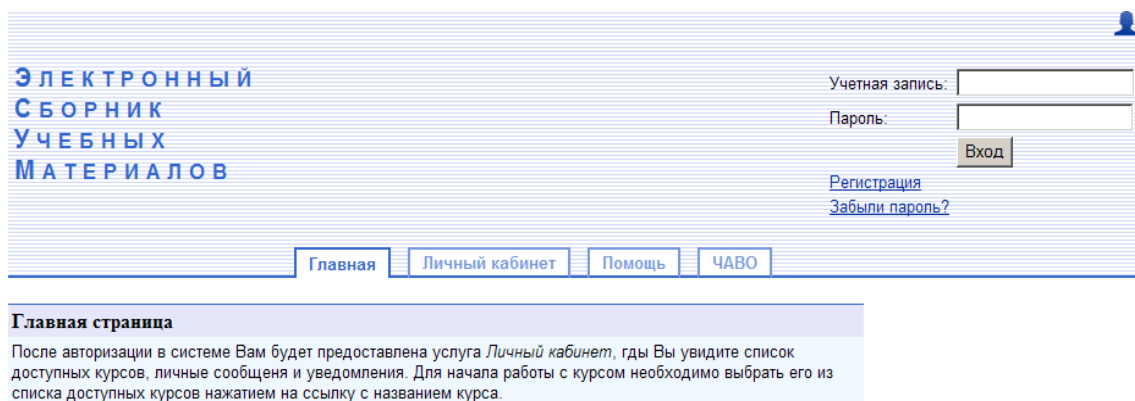 ЭЛЕКТРОННЫЙ
СБОРНИК
УЧЕБНЫХ
МАТЕРИАЛОВ
Учетная запись:
Пароль:
Вход
Регистрация
Забыли пароль?
Главная Личный кабинет Помощь ЧАВО
Главная страница
После авторизации в системе Вам будет предоставлена услуга Личный кабинет, гды Вы увидите список
доступных курсов, личные сообщеня и уведомления. Для начала работы с курсом необходимо выбрать его из
списка доступных курсов нажатием на ссылку с названием курса.